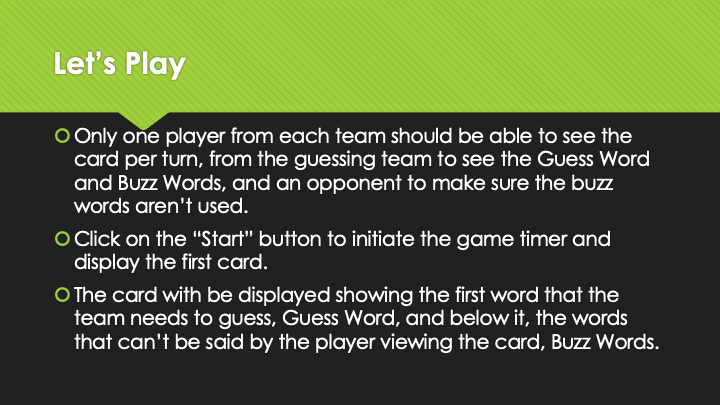 Let’s Play
Only one player from each team should be able to see the
card per turn, from the guessing team to see the Guess Word
and Buzz Words, and an opponent to make sure the buzz
words aren’t used.
Click on the “Start” button to initiate the game timer and
display the first card.
The card with be displayed showing the first word that the
team needs to guess, Guess Word, and below it, the words
that can’t be said by the player viewing the card, Buzz Words.